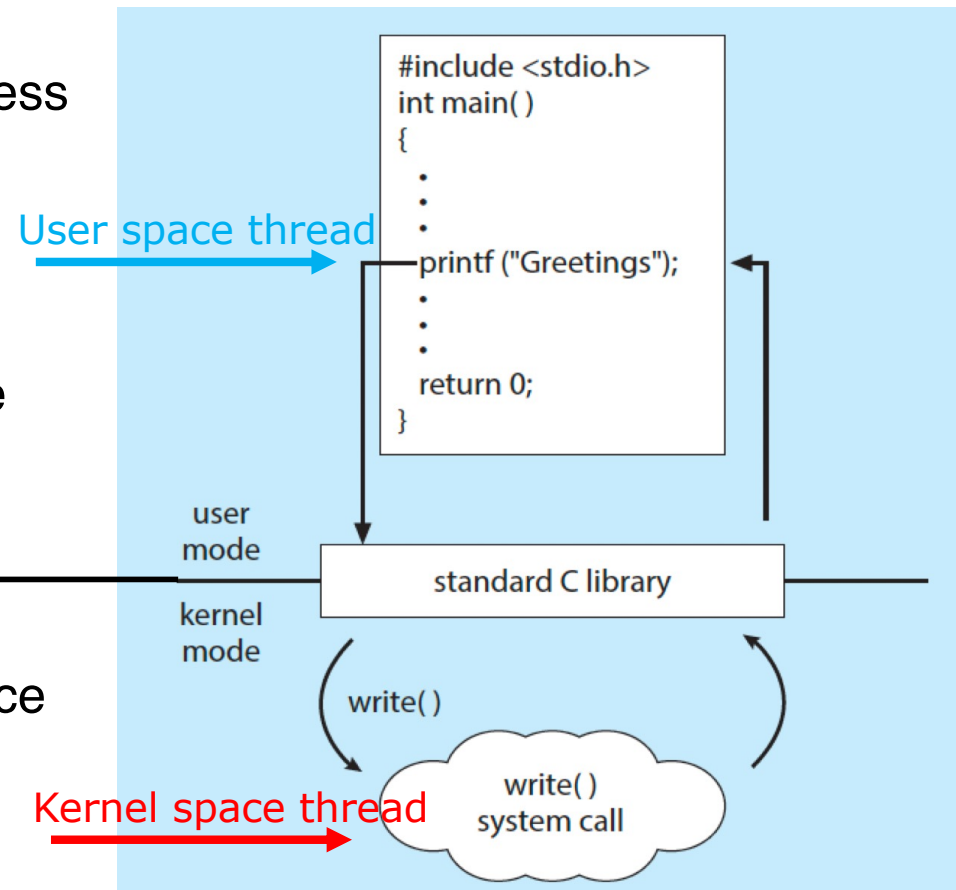 ess
#include <stdio.h>
int main( )
{
•
•
•
User space thread
printf ("Greetings");
•
•
•
e
return 0;
}
user
mode
standard C library
kernel
mode
ce
write( )
Kernel space thread
write( )
system call